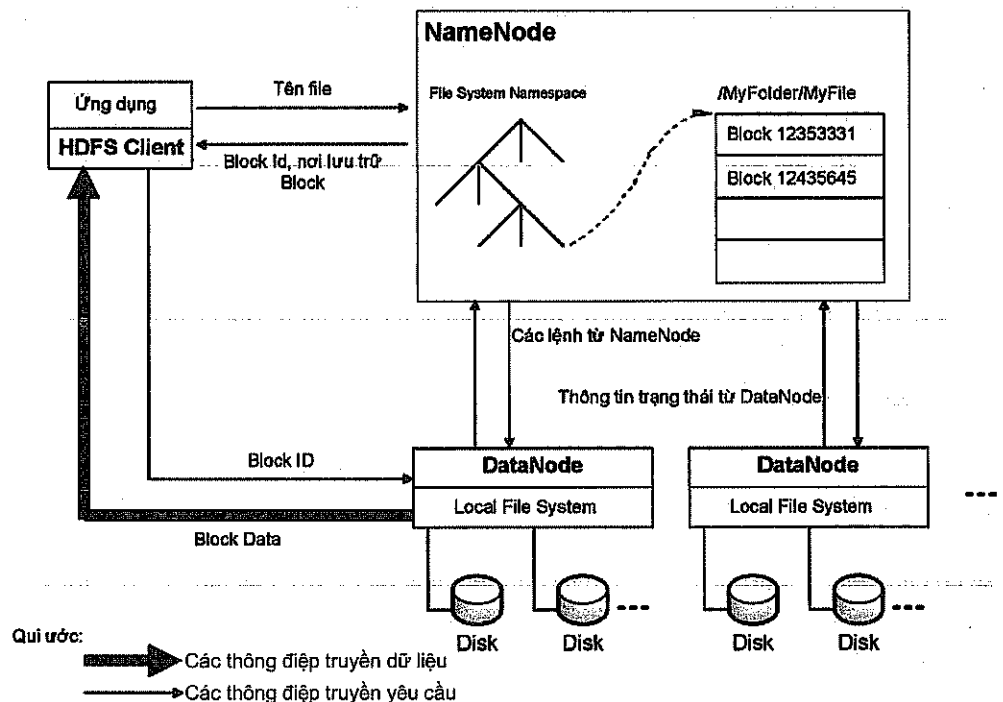 NameNode
Tên file
Ứng dụng
HDFS Client
Block Id, nơi lưu trữ
Block
File System Namespace
/MyFolder/MyFile
Block 12353331
Block 12435645
Các lệnh từ NameNode
Thông tin trạng thái từ DataNode
Block ID
DataNode
Local File System
DataNode
Local File System
Block Data
Disk
Disk
Disk
Disk
Qui ước:
Các thông điệp truyền dữ liệu
Các thông điệp truyền yêu cầu